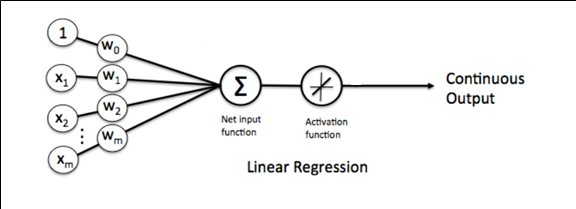 1
w0
x1
w1
x2
w2
⋮
wm
xm
Σ
Net input
function
Activation
function
Continuous
Output
Linear Regression